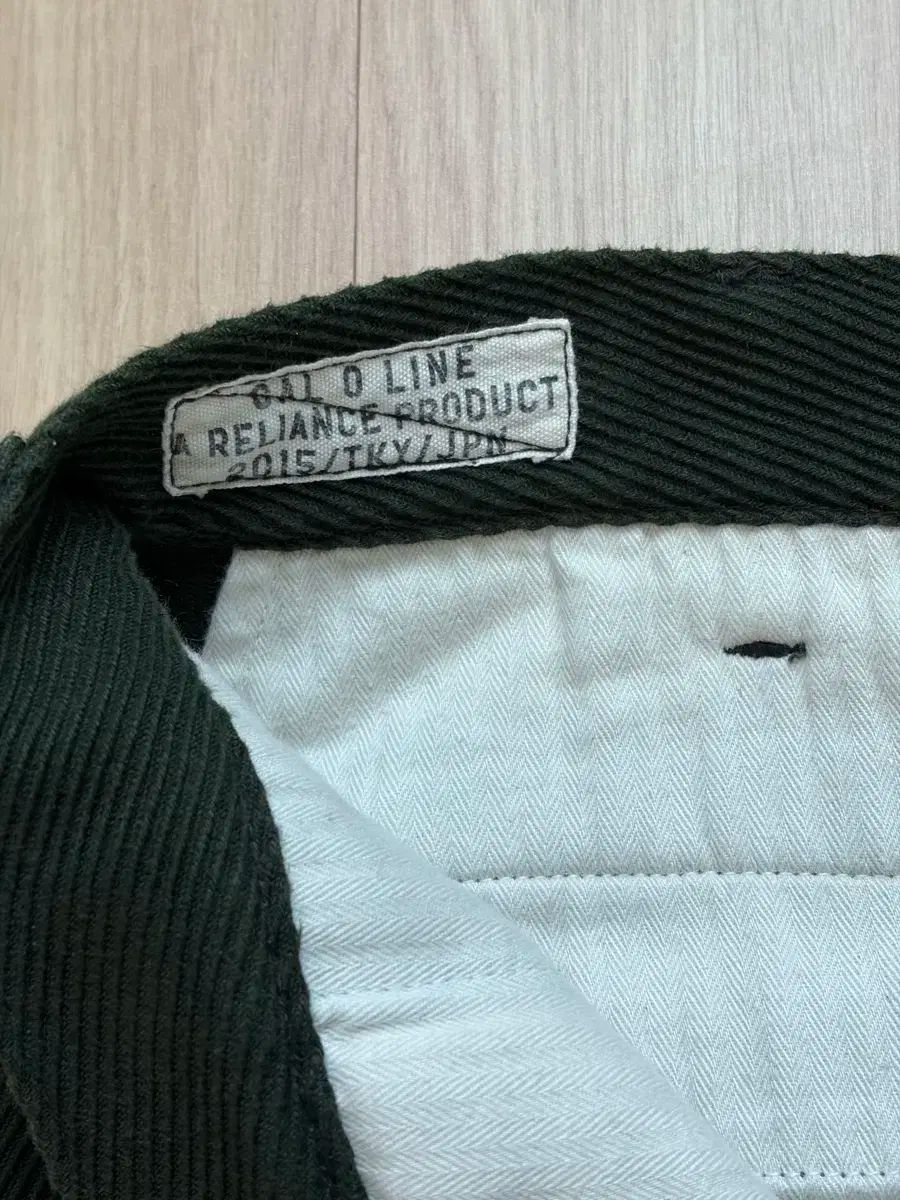 CAL O LINE
A RELIANCE PRODUCT
2015/TKY/JPN